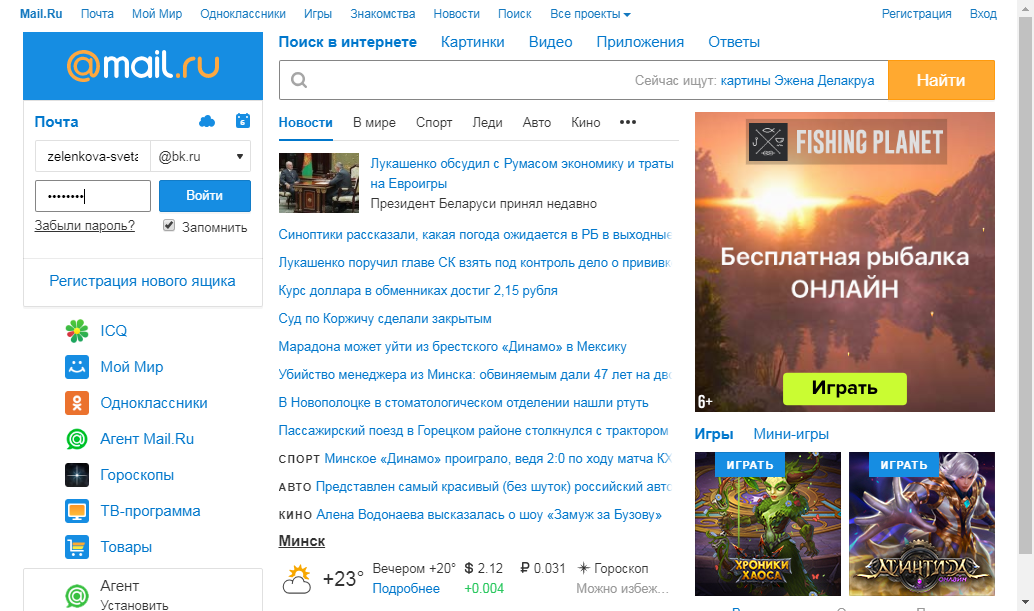 Mail.Ru Почта Мой Мир Одноклассники Игры Знакомства Новости Поиск Все проекты Регистрация Вход
@mail.ru
Поиск в интернете Картинки Видео Приложения Ответы
Сейчас ищут: картины Эжена Делакруа Найти
Почта 6
zelenkova-sveta @bk.ru
•••••••• Войти
Забыли пароль? Запомнить
Регистрация нового ящика
ICQ
Мой Мир
Одноклассники
Агент Mail.Ru
Гороскопы
ТВ-программа
Товары
Агент
Установить
Новости В мире Спорт Леди Авто Кино •••
Лукашенко обсудил с Румасом экономику и траты
на Евроигры
Президент Беларуси принял недавно
Синоптики рассказали, какая погода ожидается в РБ в выходные
Лукашенко поручил главе СК взять под контроль дело о прививк
Курс доллара в обменниках достиг 2,15 рубля
Суд по Коржичу сделали закрытым
Марадона может уйти из брестского «Динамо» в Мексику
Убийство менеджера из Минска: обвиняемым дали 47 лет на дво
В Новополоцке в стоматологическом отделении нашли ртуть
Пассажирский поезд в Горецком районе столкнулся с трактором
СПОРТ Минское «Динамо» проиграло, ведя 2:0 по ходу матча КХ
АВТО Представлен самый красивый (без шуток) российский авто
КИНО Алена Водонаева высказалась о шоу «Замуж за Бузову»
Минск
+23° Вечером +20° $ 2.12 ₽ 0.031 Гороскоп
Подробнее +0.004 Можно избеж...
FISHING PLANET
Бесплатная рыбалка
ОНЛАЙН
Играть
6+
Игры Мини-игры
ИГРАТЬ
ХРОНИКИ
ХАОСА
ИГРАТЬ
АТЛАНТИДА
ОНЛАЙН